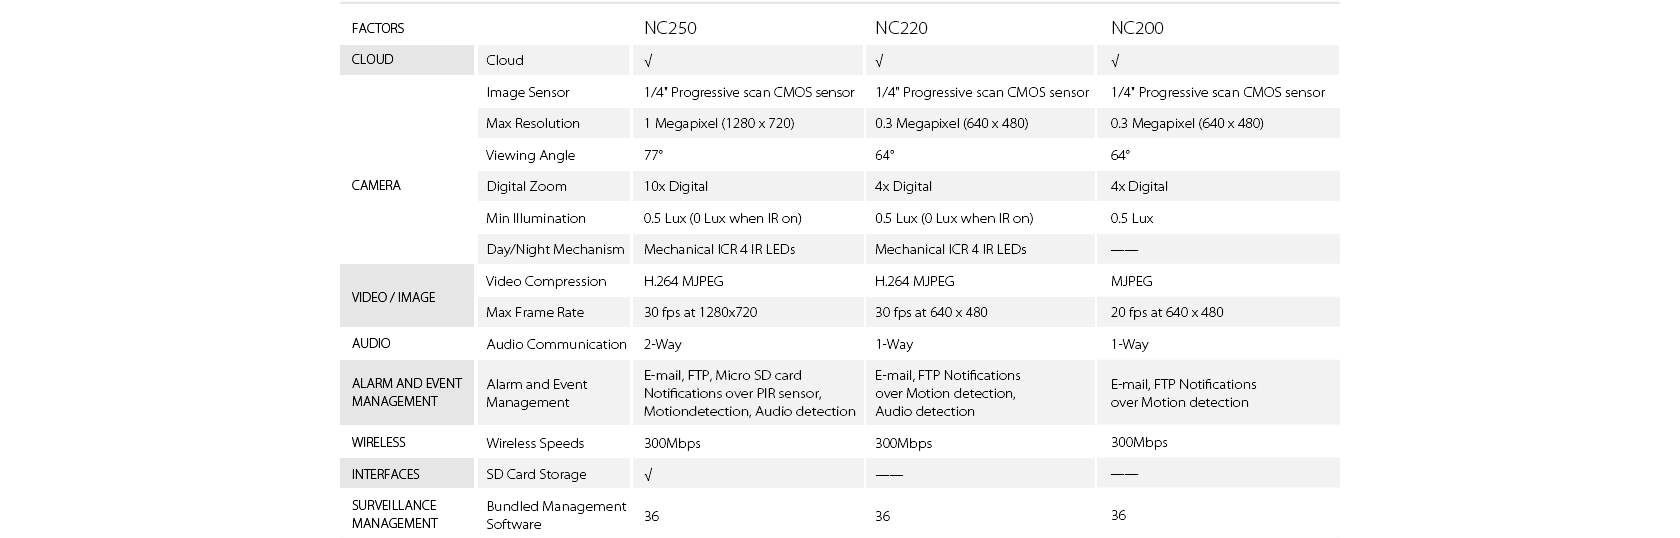 FACTORS NC250 NC220 NC200
CLOUD Cloud √ √ √
Image Sensor 1/4" Progressive scan CMOS sensor 1/4" Progressive scan CMOS sensor 1/4" Progressive scan CMOS sensor
Max Resolution 1 Megapixel (1280 x 720) 0.3 Megapixel (640 x 480) 0.3 Megapixel (640 x 480)
Viewing Angle 77° 64° 64°
CAMERA Digital Zoom 10x Digital 4x Digital 4x Digital
Min Illumination 0.5 Lux (0 Lux when IR on) 0.5 Lux (0 Lux when IR on) 0.5 Lux
Day/Night Mechanism Mechanical ICR 4 IR LEDs Mechanical ICR 4 IR LEDs ——
Video Compression H.264 MJPEG H.264 MJPEG MJPEG
VIDEO / IMAGE
Max Frame Rate 30 fps at 1280x720 30 fps at 640 x 480 20 fps at 640 x 480
AUDIO Audio Communication 2-Way 1-Way 1-Way
ALARM AND EVENT
MANAGEMENT
Alarm and Event
Management
E-mail, FTP, Micro SD card
Notifications over PIR sensor,
Motiondetection, Audio detection
E-mail, FTP Notifications
over Motion detection,
Audio detection
E-mail, FTP Notifications
over Motion detection
WIRELESS Wireless Speeds 300Mbps 300Mbps 300Mbps
INTERFACES SD Card Storage √ —— ——
SURVEILLANCE
MANAGEMENT
Bundled Management
Software
36 36 36